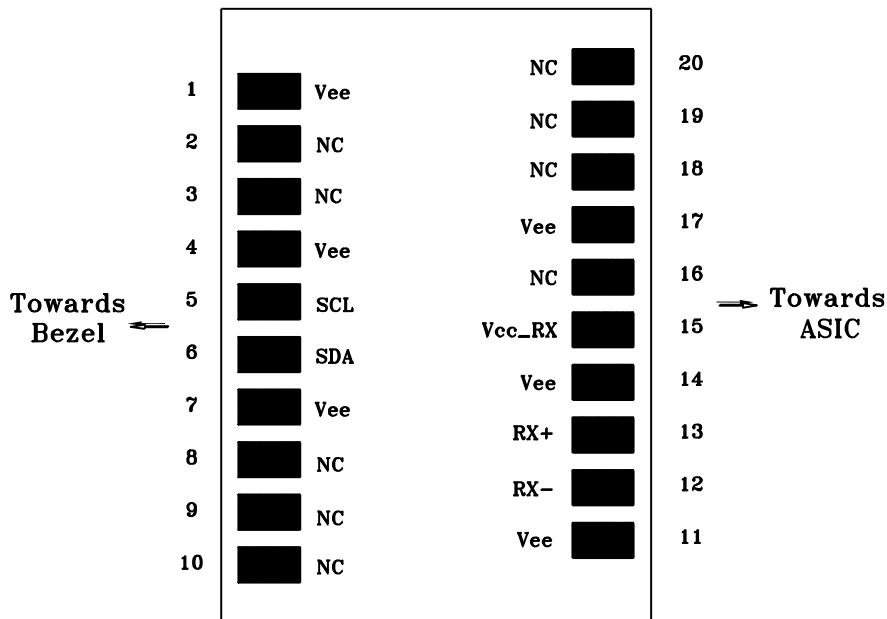 1 Vee
2 NC
3 NC
4 Vee
5 SCL
6 SDA
7 Vee
8 NC
9 NC
10 NC
Towards
Bezel
NC 20
NC 19
NC 18
Vee 17
NC 16
Vcc_RX 15
Vee 14
RX+ 13
RX- 12
Vee 11
Towards
ASIC